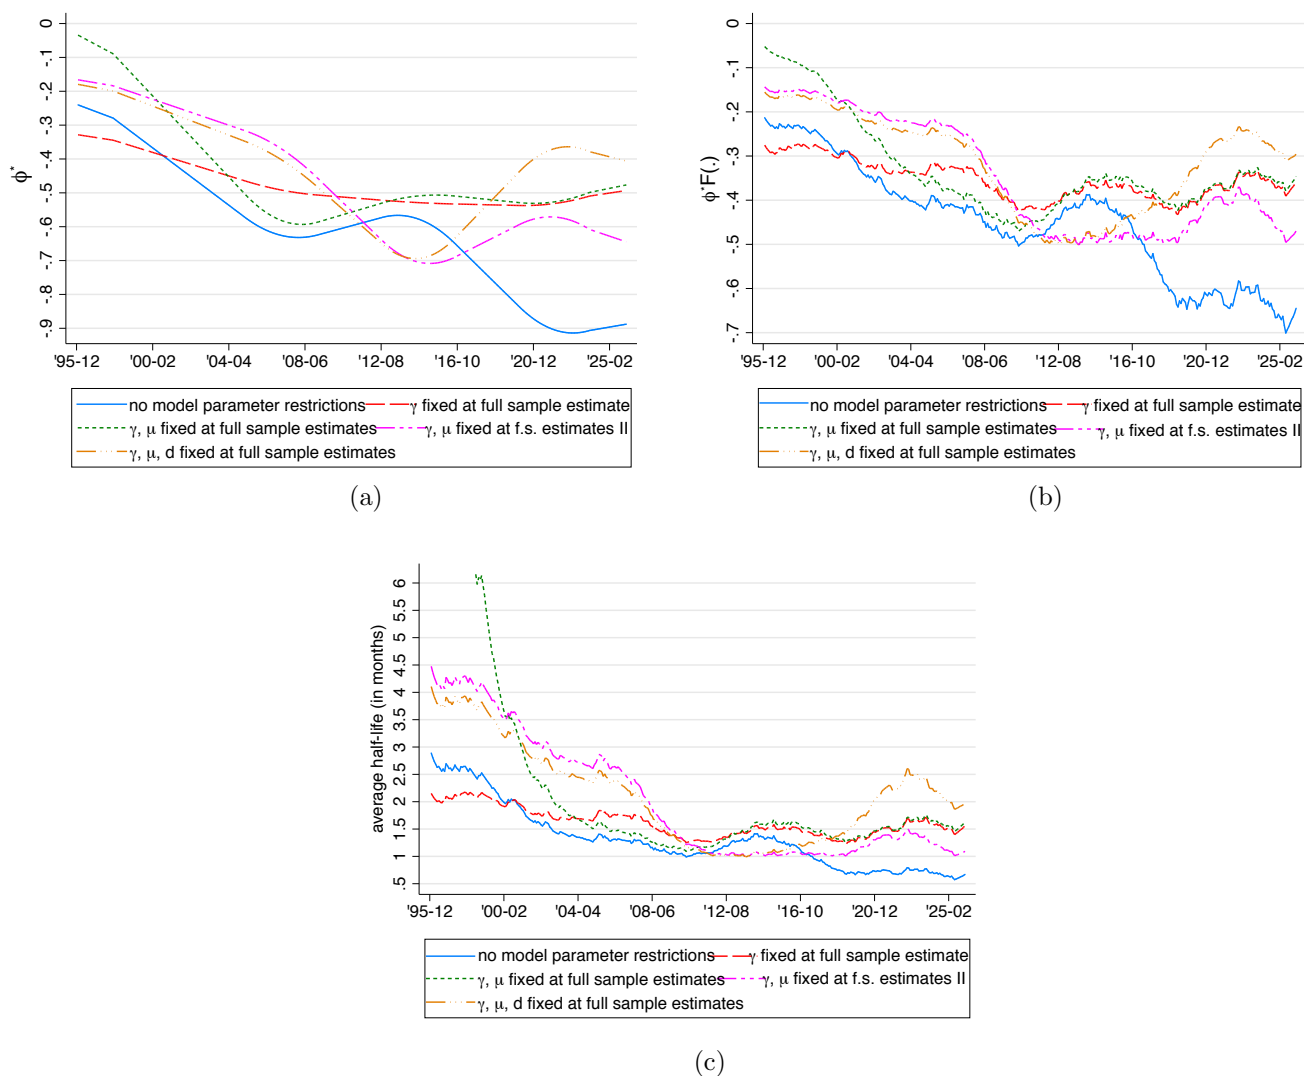 0
-.1
-.2
-.3
-.4
-.5
-.6
-.7
-.8
-.9
ϕ*
'95-12 '00-02 '04-04 '08-06 '12-08 '16-10 '20-12 '25-02
no model parameter restrictions γ fixed at full sample estimate
γ, μ fixed at full sample estimates γ, μ fixed at f.s. estimates II
γ, μ, d fixed at full sample estimates
(a)
0
-.1
-.2
-.3
-.4
-.5
-.6
-.7
ϕ*F(.)
'95-12 '00-02 '04-04 '08-06 '12-08 '16-10 '20-12 '25-02
no model parameter restrictions γ fixed at full sample estimate
γ, μ fixed at full sample estimates γ, μ fixed at f.s. estimates II
γ, μ, d fixed at full sample estimates
(b)
6
5.5
5
4.5
4
3.5
3
2.5
2
1.5
1
.5
average half-life (in months)
'95-12 '00-02 '04-04 '08-06 '12-08 '16-10 '20-12 '25-02
no model parameter restrictions γ fixed at full sample estimate
γ, μ fixed at full sample estimates γ, μ fixed at f.s. estimates II
γ, μ, d fixed at full sample estimates
(c)